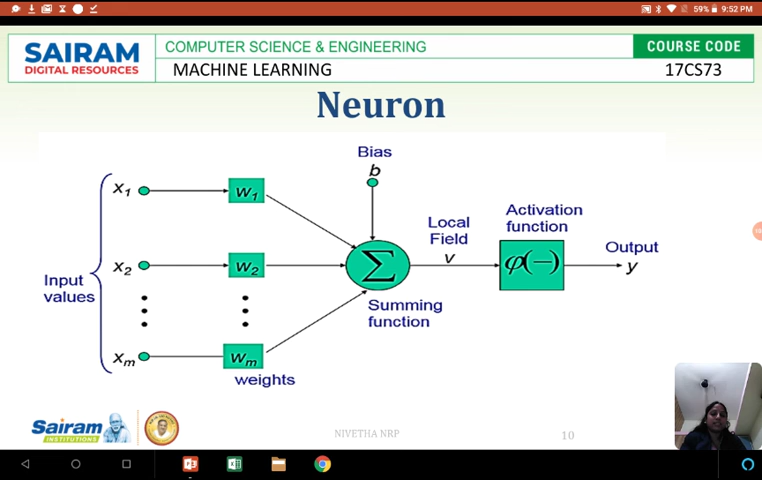 59% 9:52 PM
SAIRAM
DIGITAL RESOURCES
COMPUTER SCIENCE & ENGINEERING
COURSE CODE
MACHINE LEARNING
17CS73
Neuron
Bias
b
x1
w1
Local
Field
v
Activation
function
φ(−)
Output
y
Input
values
x2
w2
Σ
Summing
function
xm
wm
weights
Sairam
INSTITUTIONS
NIVETHA NRP
10